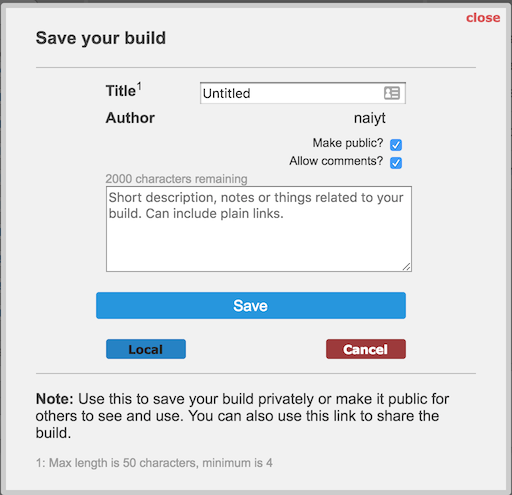 close
Save your build
Title1
Untitled
Author
naiyt
Make public?
Allow comments?
2000 characters remaining
Short description, notes or things related to your
build. Can include plain links.
Save
Local
Cancel
Note: Use this to save your build privately or make it public for
others to see and use. You can also use this link to share the
build.
1: Max length is 50 characters, minimum is 4